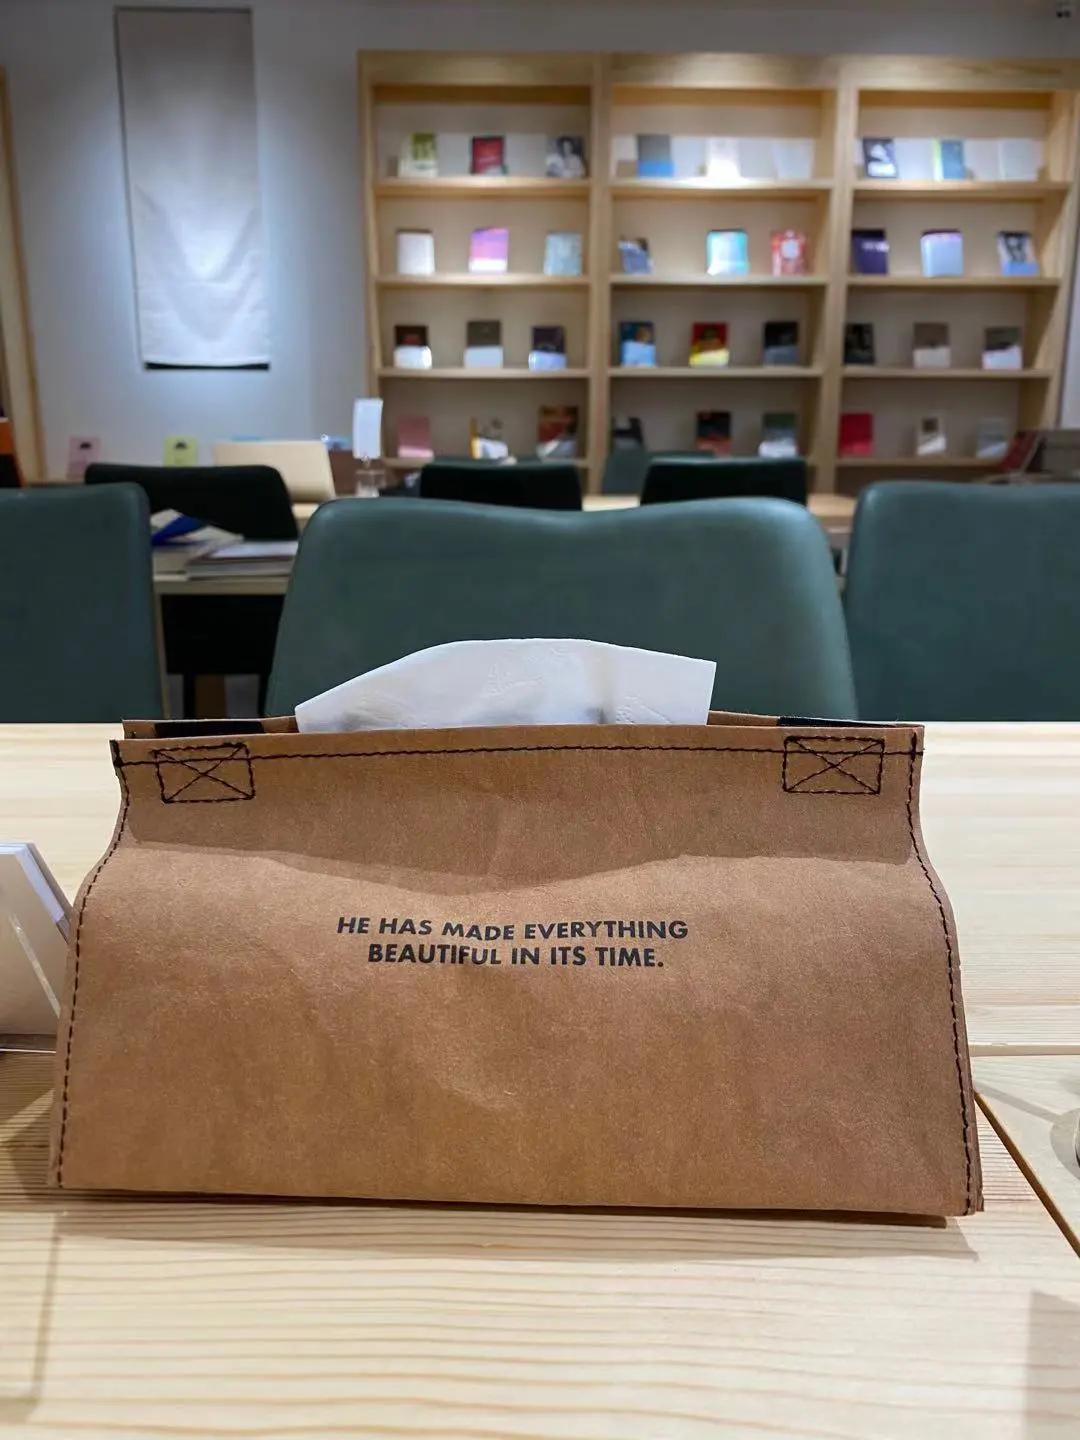 HE HAS MADE EVERYTHING
BEAUTIFUL IN ITS TIME.